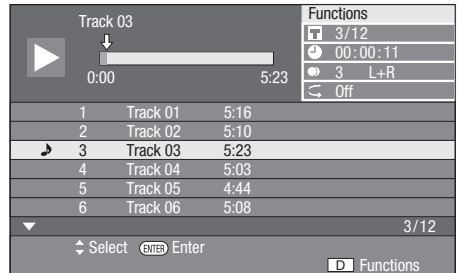 Track 03
0:00 5:23
Functions
T 3/12
00:00:11
3 L+R
Off
1 Track 01 5:16
2 Track 02 5:10
3 Track 03 5:23
4 Track 04 5:03
5 Track 05 4:44
6 Track 06 5:08
3/12
Select ENTER Enter
D Functions